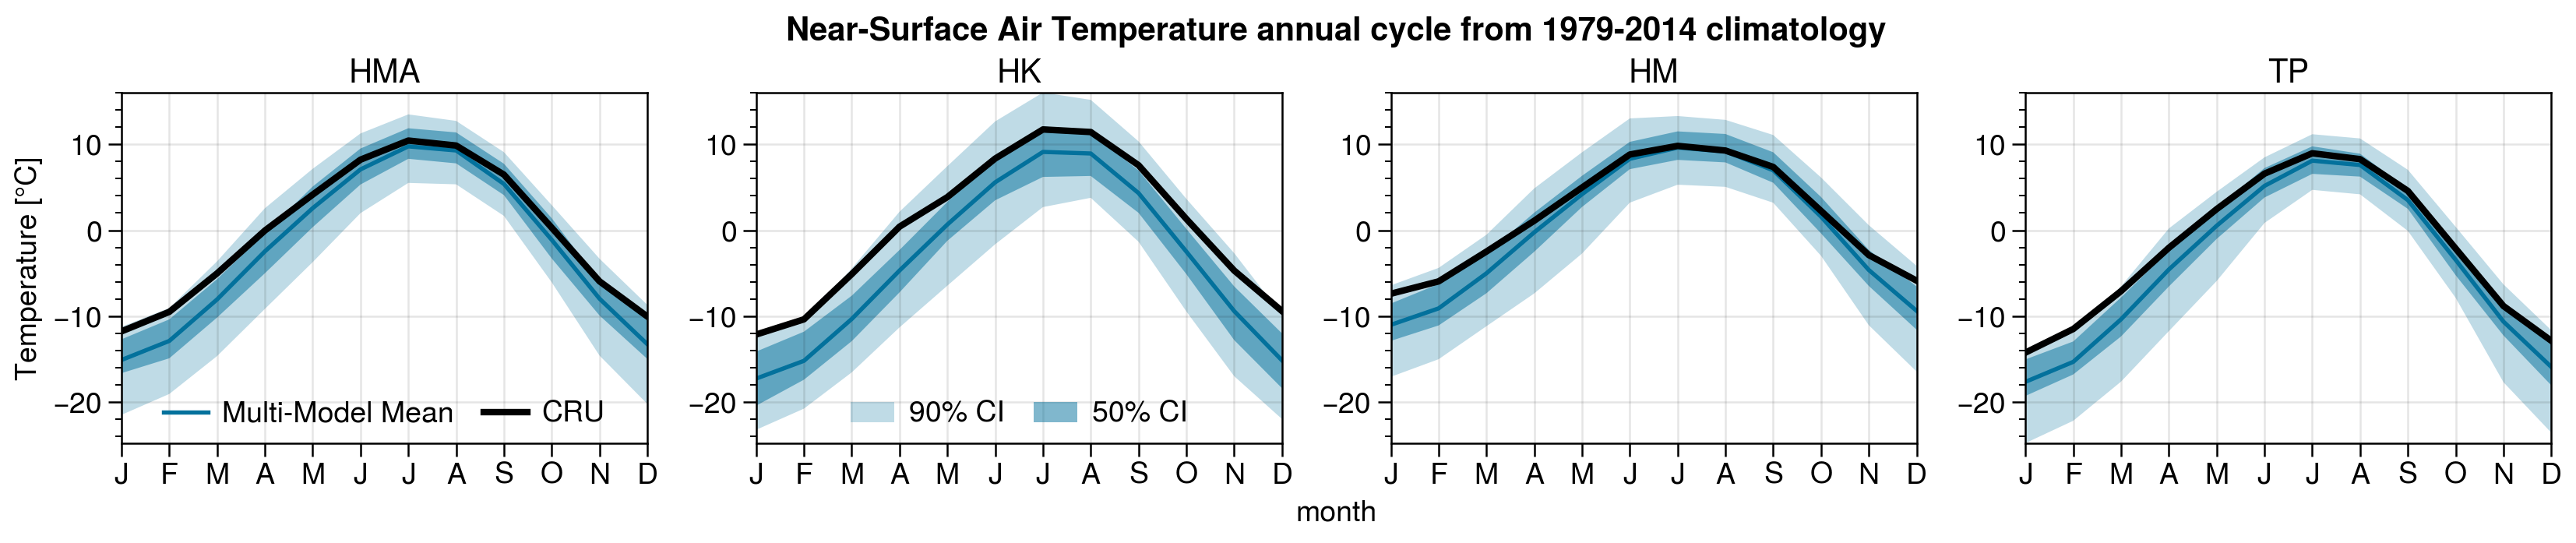 Near-Surface Air Temperature annual cycle from 1979-2014 climatology
HMA HK HM TP
Temperature [°C]
10 10 10 10
0 0 0 0
−10 −10 −10 −10
−20 −20 −20 −20
Multi-Model Mean CRU 90% CI 50% CI
J F M A M J J A S O N D J F M A M J J A S O N D J F M A M J J A S O N D J F M A M J J A S O N D
month